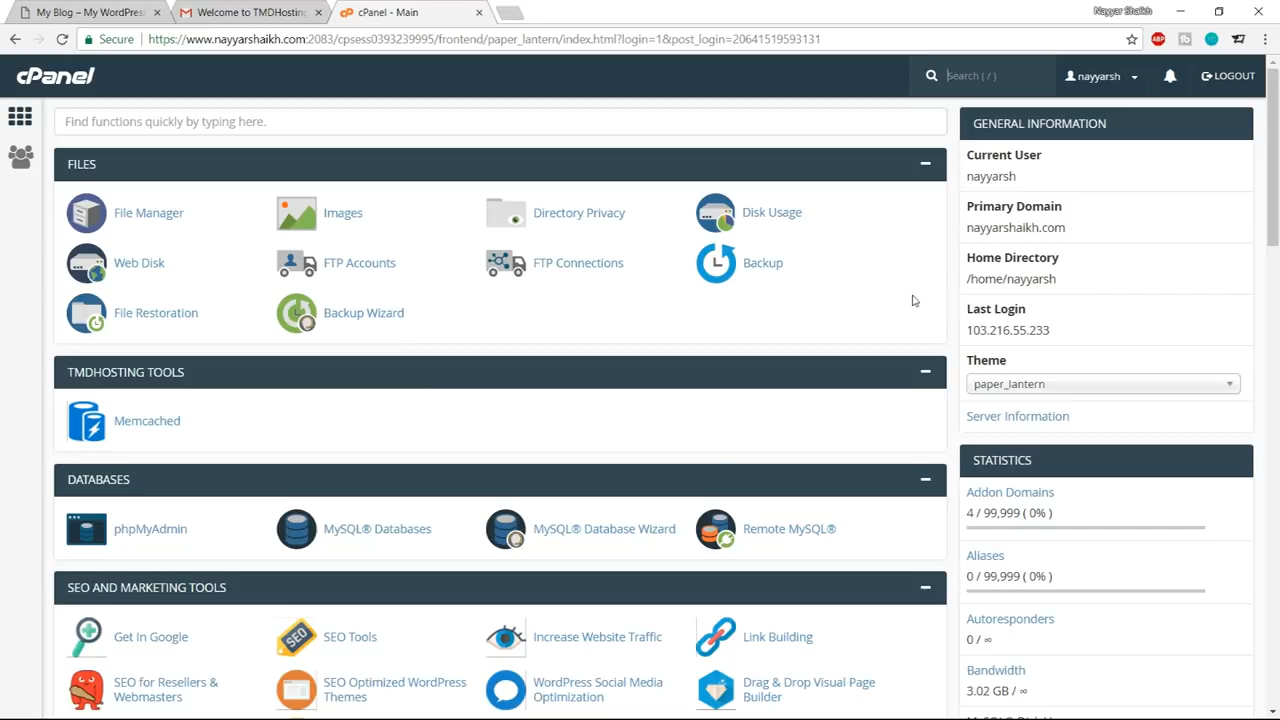 My Blog – My WordPress
Welcome to TMDHosting
cPanel - Main
Nayyar Shaikh
Secure
https://www.nayyarshaikh.com:2083/cpsess0393239995/frontend/paper_lantern/index.html?login=1&post_login=20641519593131
ABP
cPanel
Search ( / )
nayyarsh
LOGOUT
Find functions quickly by typing here.
FILES
File Manager
Images
Directory Privacy
Disk Usage
Web Disk
FTP Accounts
FTP Connections
Backup
File Restoration
Backup Wizard
TMDHOSTING TOOLS
Memcached
DATABASES
phpMyAdmin
MySQL® Databases
MySQL® Database Wizard
Remote MySQL®
SEO AND MARKETING TOOLS
Get In Google
SEO
SEO Tools
Increase Website Traffic
Link Building
SEO for Resellers &
Webmasters
SEO Optimized WordPress
Themes
WordPress Social Media
Optimization
Drag & Drop Visual Page
Builder
GENERAL INFORMATION
Current User
nayyarsh
Primary Domain
nayyarshaikh.com
Home Directory
/home/nayyarsh
Last Login
103.216.55.233
Theme
paper_lantern
Server Information
STATISTICS
Addon Domains
4 / 99,999 ( 0% )
Aliases
0 / 99,999 ( 0% )
Autoresponders
0 / ∞
Bandwidth
3.02 GB / ∞